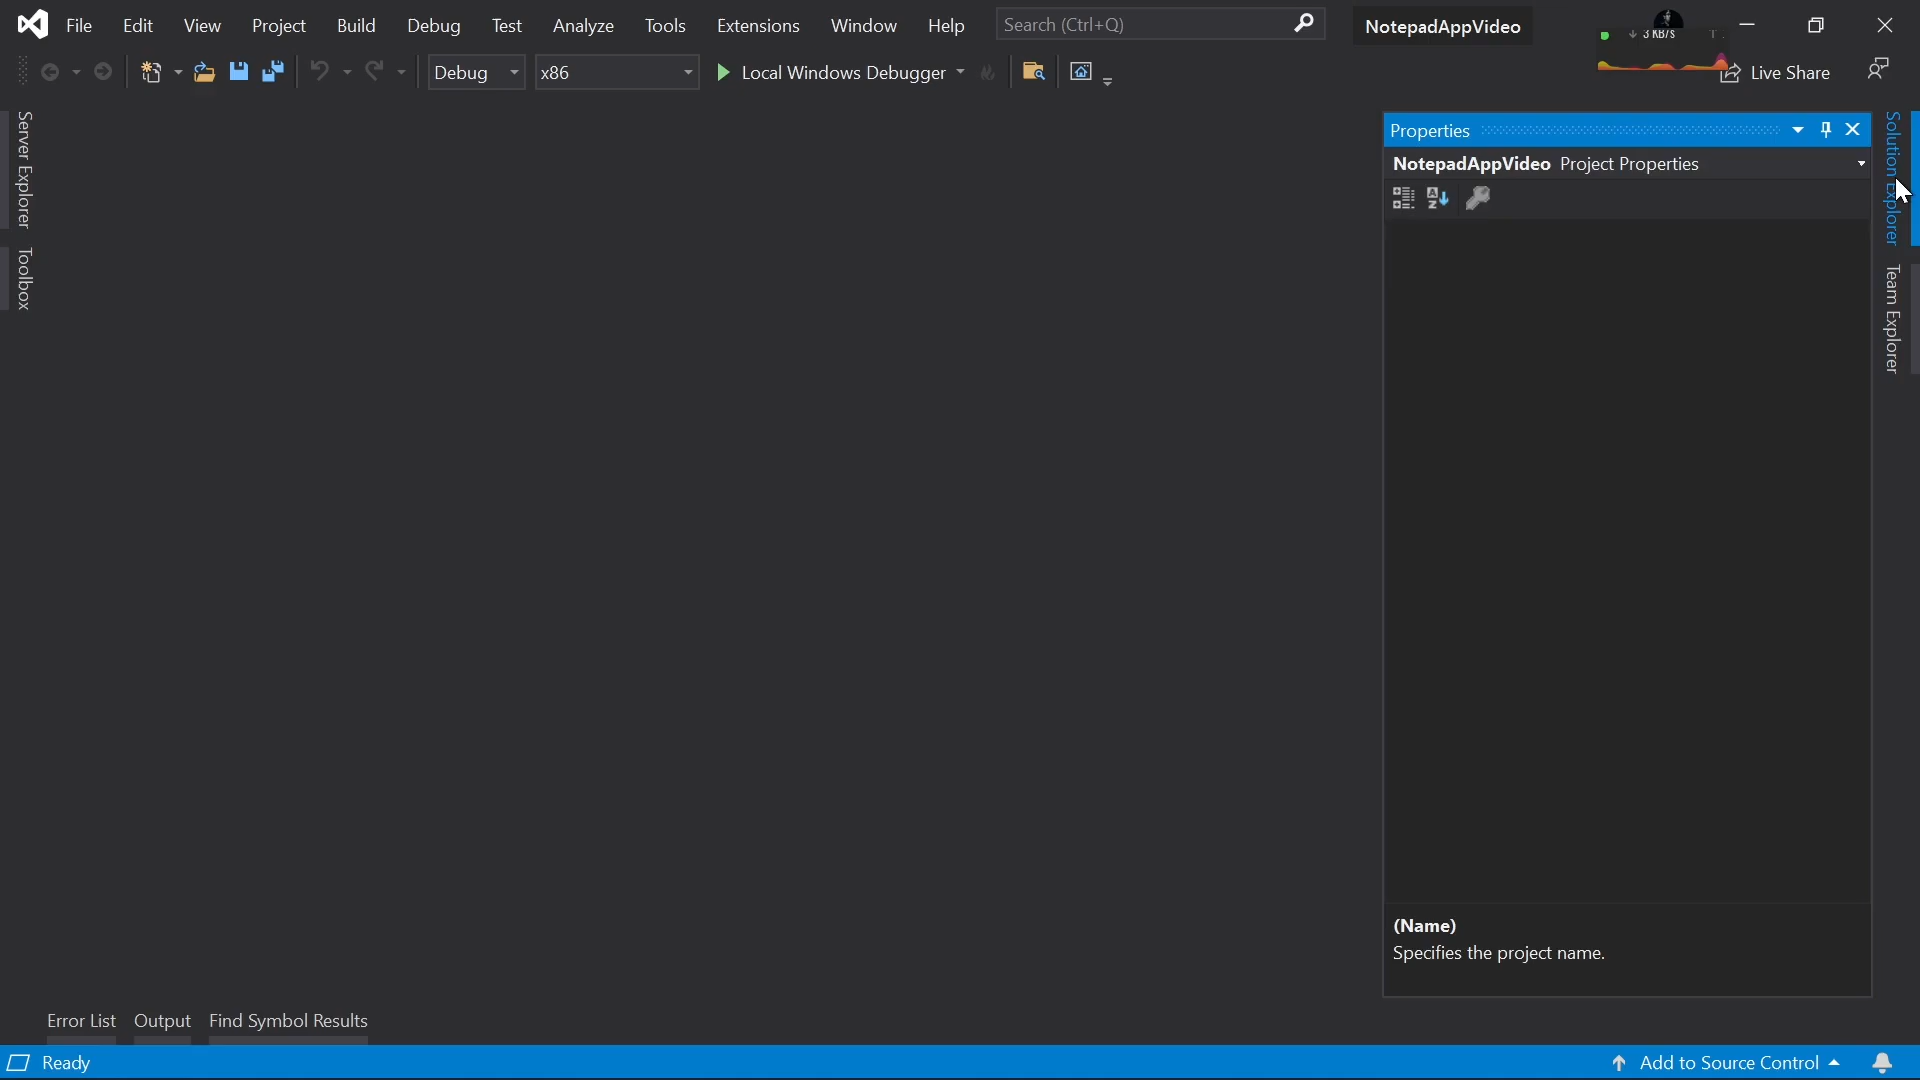 File Edit View Project Build Debug Test Analyze Tools Extensions Window Help Search (Ctrl+Q) NotepadAppVideo
3 KB/s
Debug x86 Local Windows Debugger Live Share
Server Explorer
Toolbox
Properties
NotepadAppVideo Project Properties
(Name)
Specifies the project name.
Solution Explorer
Team Explorer
Error List Output Find Symbol Results
Ready Add to Source Control